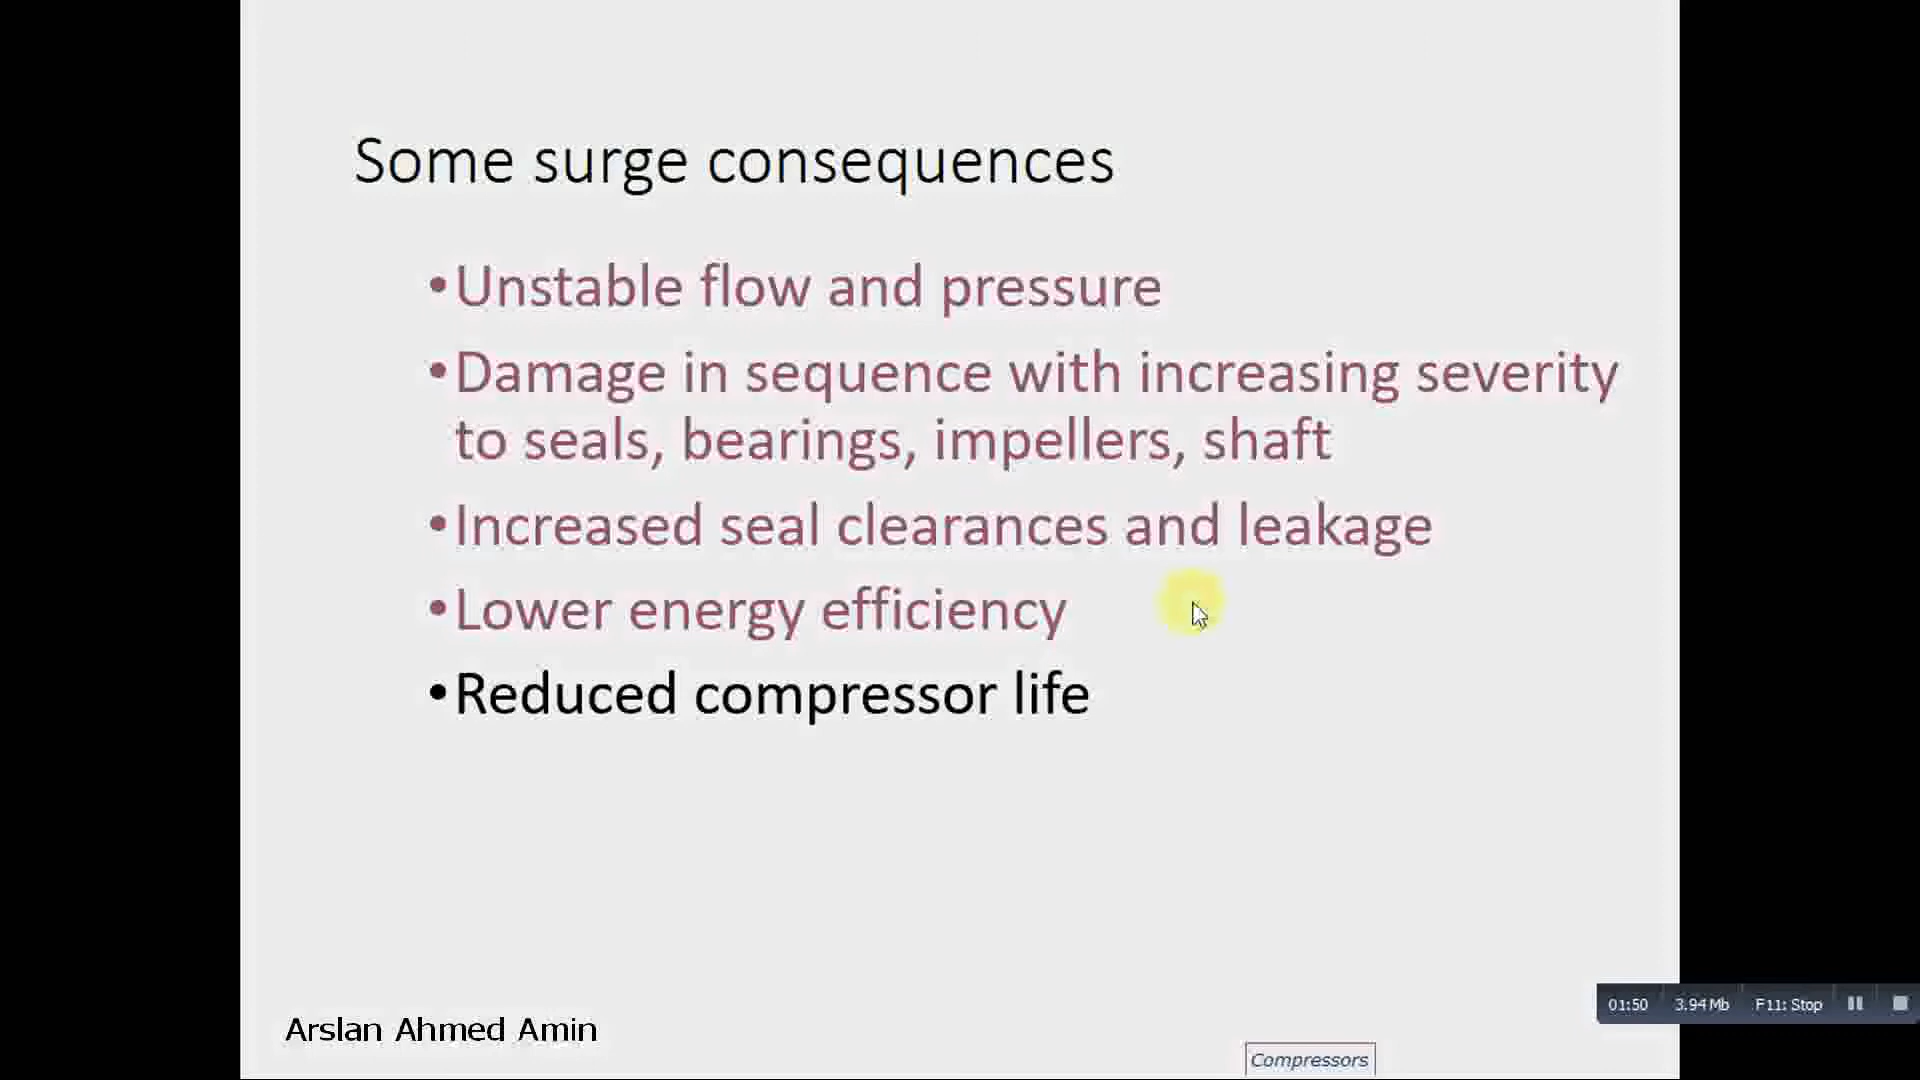 Some surge consequences
•Unstable flow and pressure
•Damage in sequence with increasing severity
to seals, bearings, impellers, shaft
•Increased seal clearances and leakage
•Lower energy efficiency
•Reduced compressor life
01:50 3.94 Mb F11: Stop
Arslan Ahmed Amin
Compressors